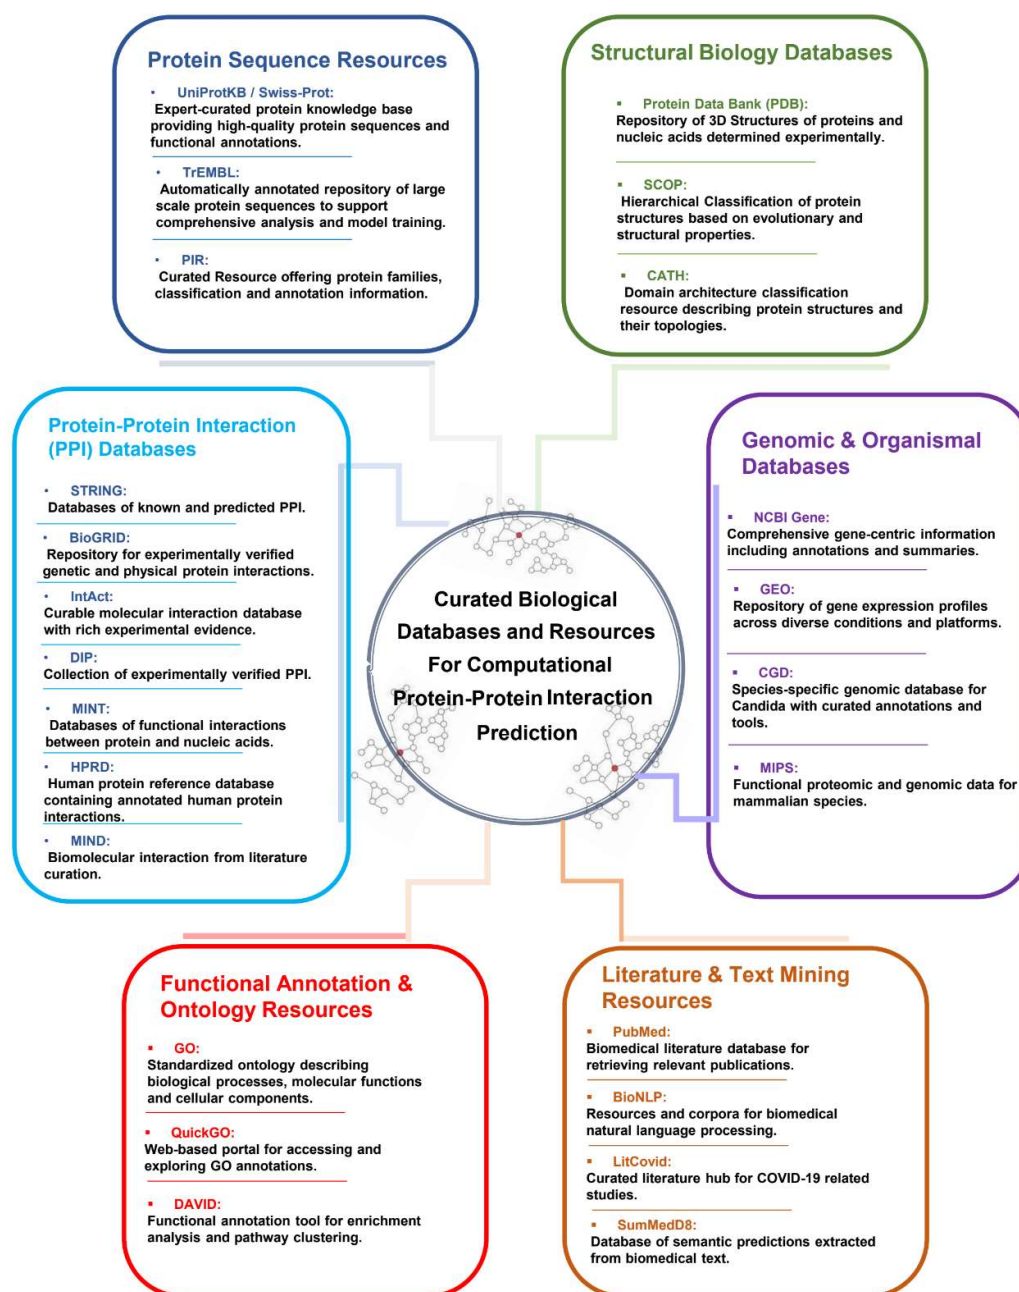 Protein Sequence Resources
• UniProtKB / Swiss-Prot:
Expert-curated protein knowledge base
providing high-quality protein sequences and
functional annotations.
• TrEMBL:
Automatically annotated repository of large
scale protein sequences to support
comprehensive analysis and model training.
• PIR:
Curated Resource offering protein families,
classification and annotation information.
Structural Biology Databases
▪ Protein Data Bank (PDB):
Repository of 3D Structures of proteins and
nucleic acids determined experimentally.
▪ SCOP:
Hierarchical Classification of protein
structures based on evolutionary and
structural properties.
▪ CATH:
Domain architecture classification
resource describing protein structures and
their topologies.
Protein-Protein Interaction
(PPI) Databases
• STRING:
Databases of known and predicted PPI.
• BioGRID:
Repository for experimentally verified
genetic and physical protein interactions.
• IntAct:
Curable molecular interaction database
with rich experimental evidence.
• DIP:
Collection of experimentally verified PPI.
• MINT:
Databases of functional interactions
between protein and nucleic acids.
• HPRD:
Human protein reference database
containing annotated human protein
interactions.
• MIND:
Biomolecular interaction from literature
curation.
Curated Biological
Databases and Resources
For Computational
Protein-Protein Interaction
Prediction
Genomic & Organismal
Databases
▪ NCBI Gene:
Comprehensive gene-centric information
including annotations and summaries.
▪ GEO:
Repository of gene expression profiles
across diverse conditions and platforms.
▪ CGD:
Species-specific genomic database for
Candida with curated annotations and
tools.
▪ MIPS:
Functional proteomic and genomic data for
mammalian species.
Functional Annotation &
Ontology Resources
▪ GO:
Standardized ontology describing
biological processes, molecular functions
and cellular components.
▪ QuickGO:
Web-based portal for accessing and
exploring GO annotations.
▪ DAVID:
Functional annotation tool for enrichment
analysis and pathway clustering.
Literature & Text Mining
Resources
▪ PubMed:
Biomedical literature database for
retrieving relevant publications.
▪ BioNLP:
Resources and corpora for biomedical
natural language processing.
▪ LitCovid:
Curated literature hub for COVID-19 related
studies.
▪ SumMedD8:
Database of semantic predictions extracted
from biomedical text.